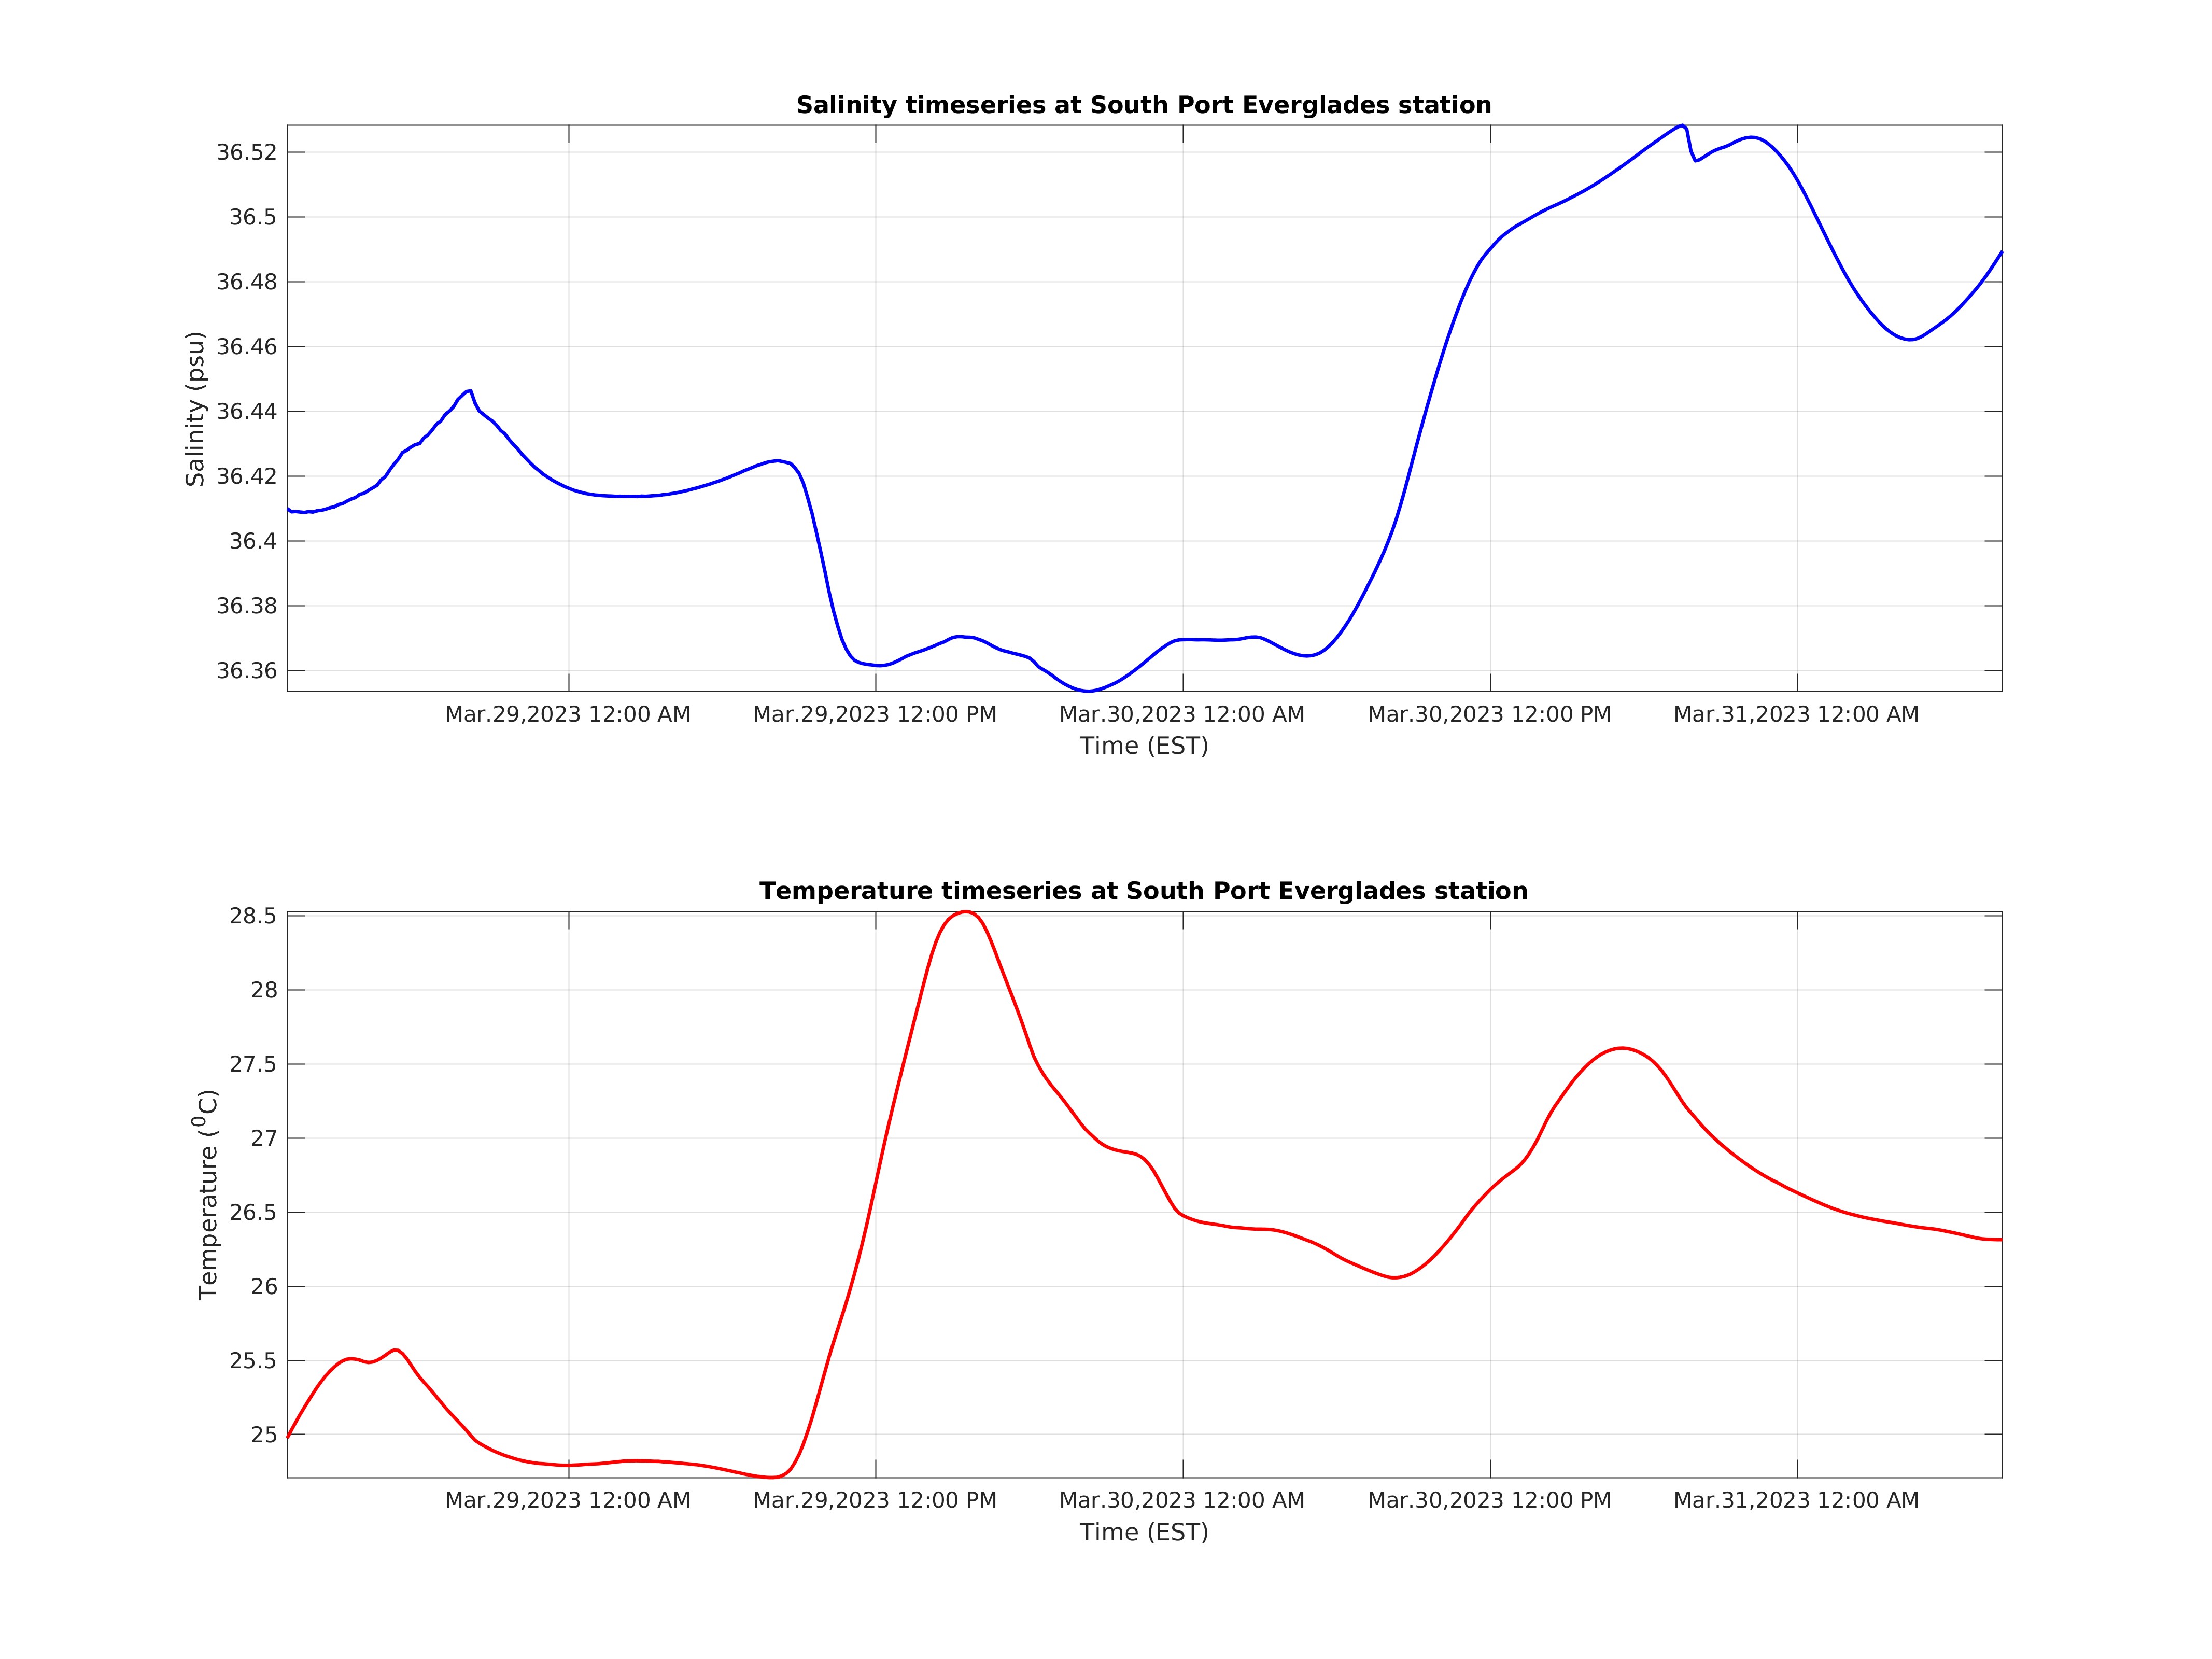 Salinity timeseries at South Port Everglades station
36.52
36.5
36.48
36.46
36.44
36.42
36.4
36.38
36.36
Salinity (psu)
Mar.29,2023 12:00 AM Mar.29,2023 12:00 PM Mar.30,2023 12:00 AM Mar.30,2023 12:00 PM Mar.31,2023 12:00 AM
Time (EST)
Temperature timeseries at South Port Everglades station
28.5
28
27.5
27
26.5
26
25.5
25
Temperature (⁰C)
Mar.29,2023 12:00 AM Mar.29,2023 12:00 PM Mar.30,2023 12:00 AM Mar.30,2023 12:00 PM Mar.31,2023 12:00 AM
Time (EST)